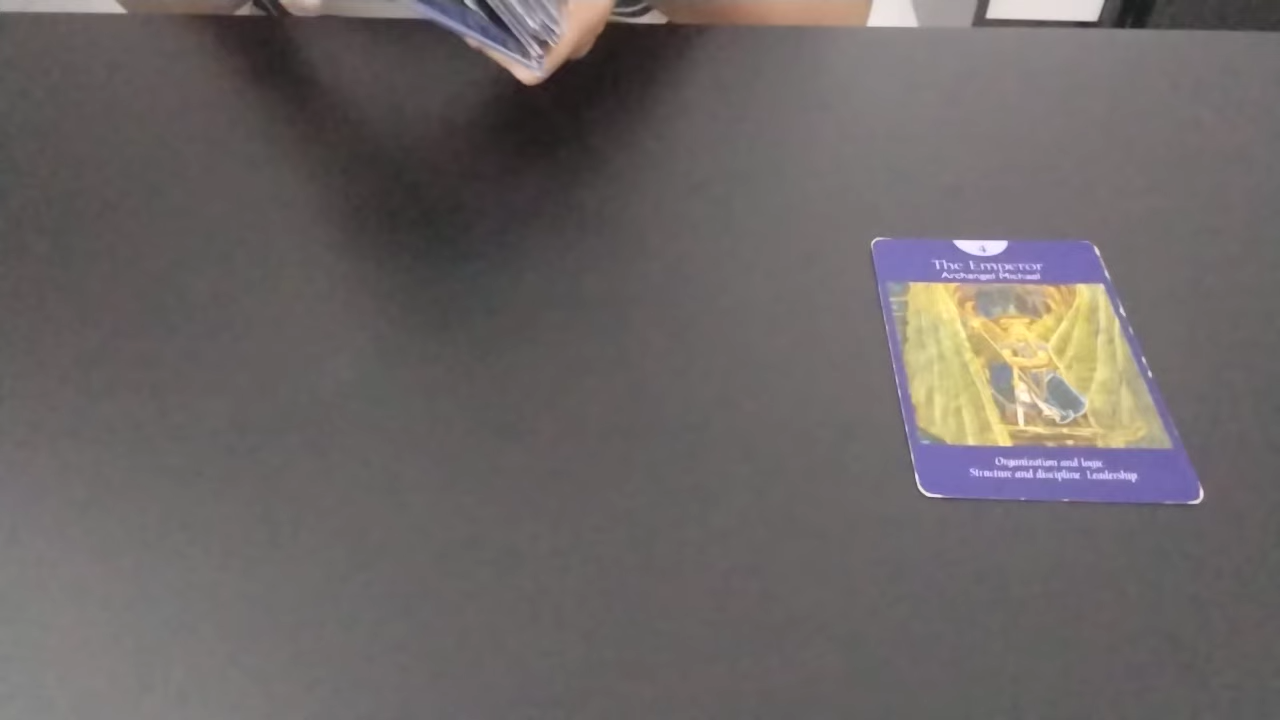 4
The Emperor
Archangel Michael
Organization and logic.
Structure and discipline. Leadership.